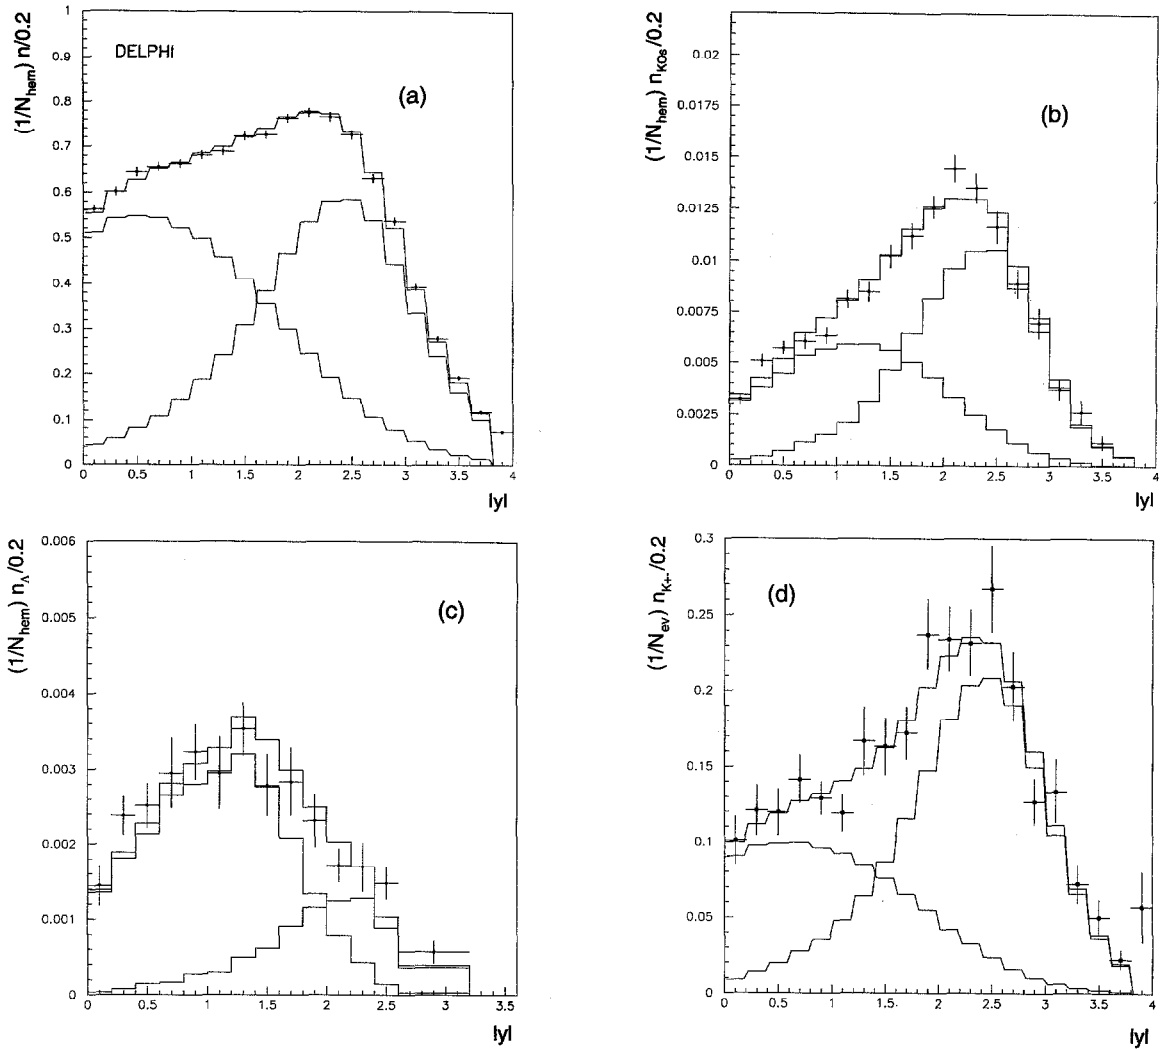 (1/N_hem) n/0.2
1
0.9
0.8
0.7
0.6
0.5
0.4
0.3
0.2
0.1
0
DELPHI
(a)
0 0.5 1 1.5 2 2.5 3 3.5 4
|y|
(1/N_hem) n_K0s/0.2
0.02
0.0175
0.015
0.0125
0.01
0.0075
0.005
0.0025
0
(b)
0 0.5 1 1.5 2 2.5 3 3.5 4
|y|
(1/N_hem) n_Λ/0.2
0.006
0.005
0.004
0.003
0.002
0.001
0
(c)
0 0.5 1 1.5 2 2.5 3 3.5
|y|
(1/N_ev) n_K+-/0.2
0.3
0.25
0.2
0.15
0.1
0.05
0
(d)
0 0.5 1 1.5 2 2.5 3 3.5 4
|y|